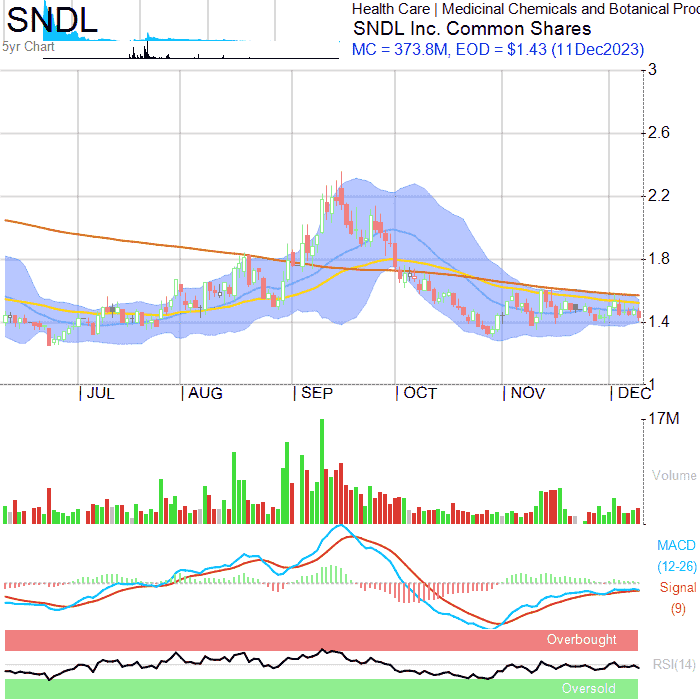 SNDL
5yr Chart
Health Care | Medicinal Chemicals and Botanical Proc
SNDL Inc. Common Shares
MC = 373.8M, EOD = $1.43 (11Dec2023)
3
2.6
2.2
1.8
1.4
1
JUL
AUG
SEP
OCT
NOV
DEC
17M
Volume
MACD
(12-26)
Signal
(9)
Overbought
RSI(14)
Oversold